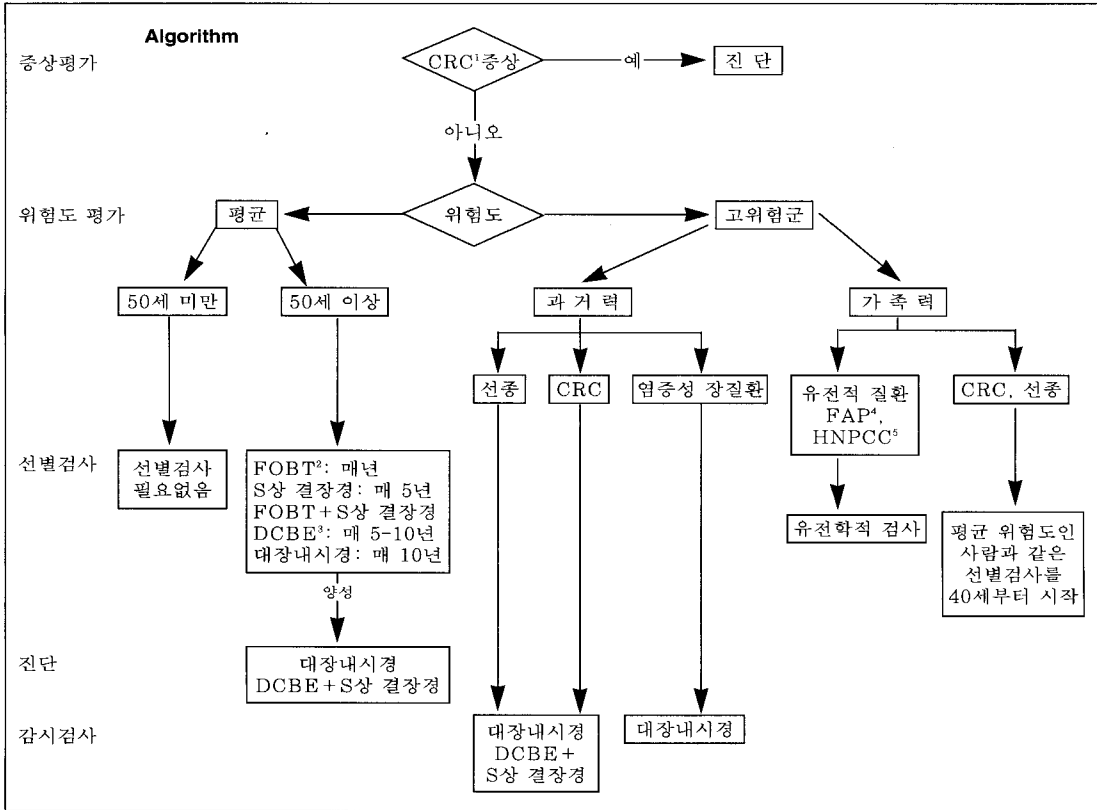 Algorithm
증상평가
CRC¹증상
예
진 단
아니오
위험도 평가
평균
위험도
고위험군
50세 미만
50세 이상
과 거 력
가 족 력
선종
CRC
염증성 장질환
유전적 질환
FAP⁴,
HNPCC⁵
CRC, 선종
선별검사
선별검사
필요없음
FOBT²: 매년
S상 결장경: 매 5년
FOBT+S상 결장경
DCBE³: 매 5-10년
대장내시경: 매 10년
유전학적 검사
평균 위험도인
사람과 같은
선별검사를
40세부터 시작
양성
진단
대장내시경
DCBE+S상 결장경
감시검사
대장내시경
DCBE+
S상 결장경
대장내시경